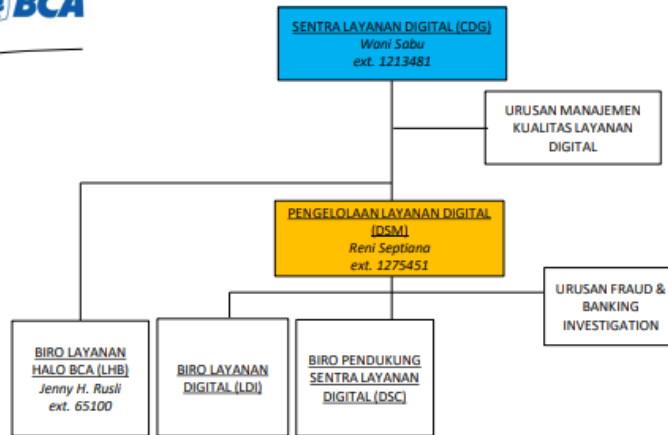 BCA
SENTRA LAYANAN DIGITAL (CDG)
Wani Sabu
ext. 1213481
URUSAN MANAJEMEN
KUALITAS LAYANAN
DIGITAL
PENGELOLAAN LAYANAN DIGITAL
(DSM)
Reni Septiana
ext. 1275451
URUSAN FRAUD &
BANKING
INVESTIGATION
BIRO LAYANAN
HALO BCA (LHB)
Jenny H. Rusli
ext. 65100
BIRO LAYANAN
DIGITAL (LDI)
BIRO PENDUKUNG
SENTRA LAYANAN
DIGITAL (DSC)